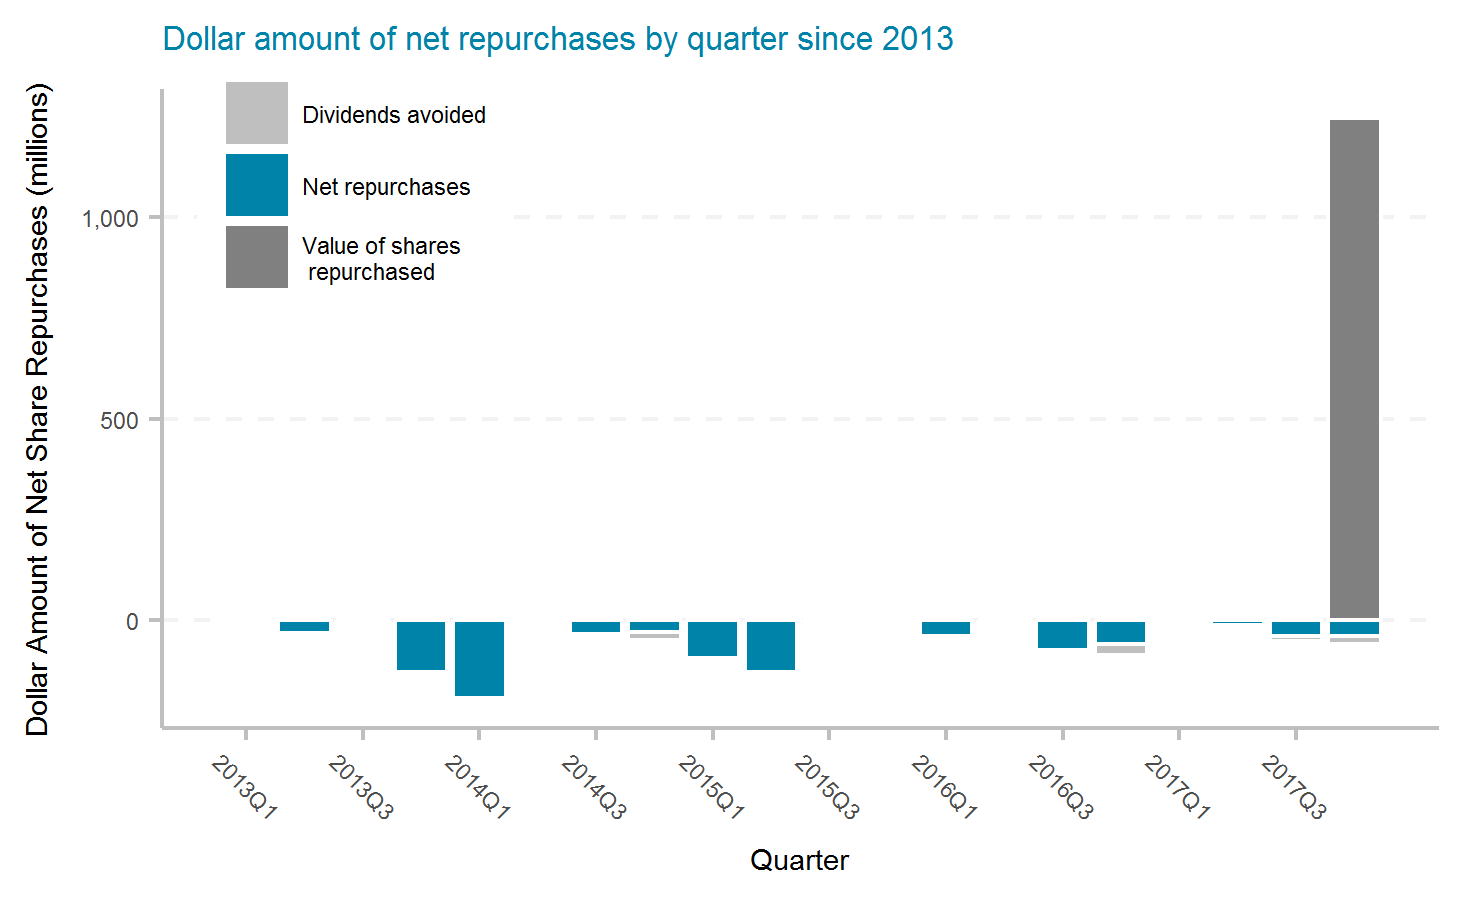 Dollar amount of net repurchases by quarter since 2013
Dollar Amount of Net Share Repurchases (millions)
Dividends avoided
Net repurchases
Value of shares
repurchased
1,000
500
0
2013Q1
2013Q3
2014Q1
2014Q3
2015Q1
2015Q3
2016Q1
2016Q3
2017Q1
2017Q3
Quarter